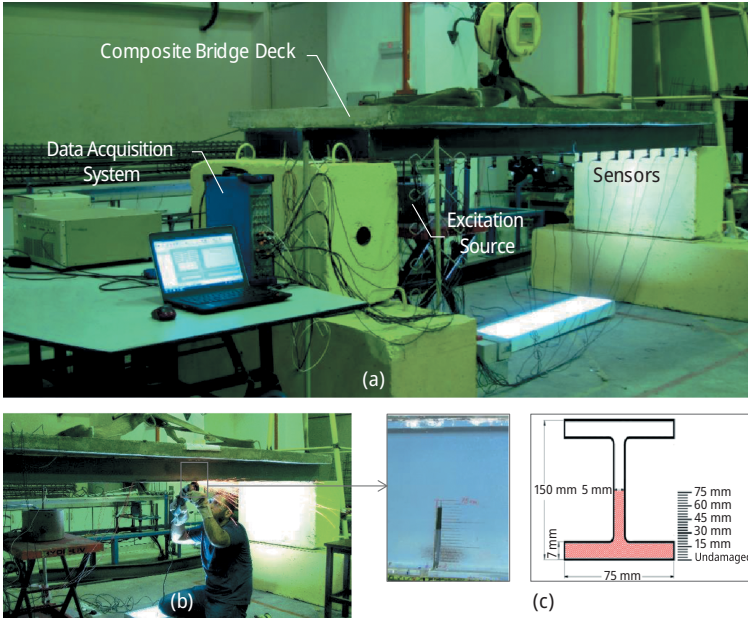 Composite Bridge Deck
Data Acquisition
System
Sensors
Excitation
Source
(a)
(b)
150 mm
5 mm
7 mm
75 mm
75 mm
60 mm
45 mm
30 mm
15 mm
Undamaged
(c)